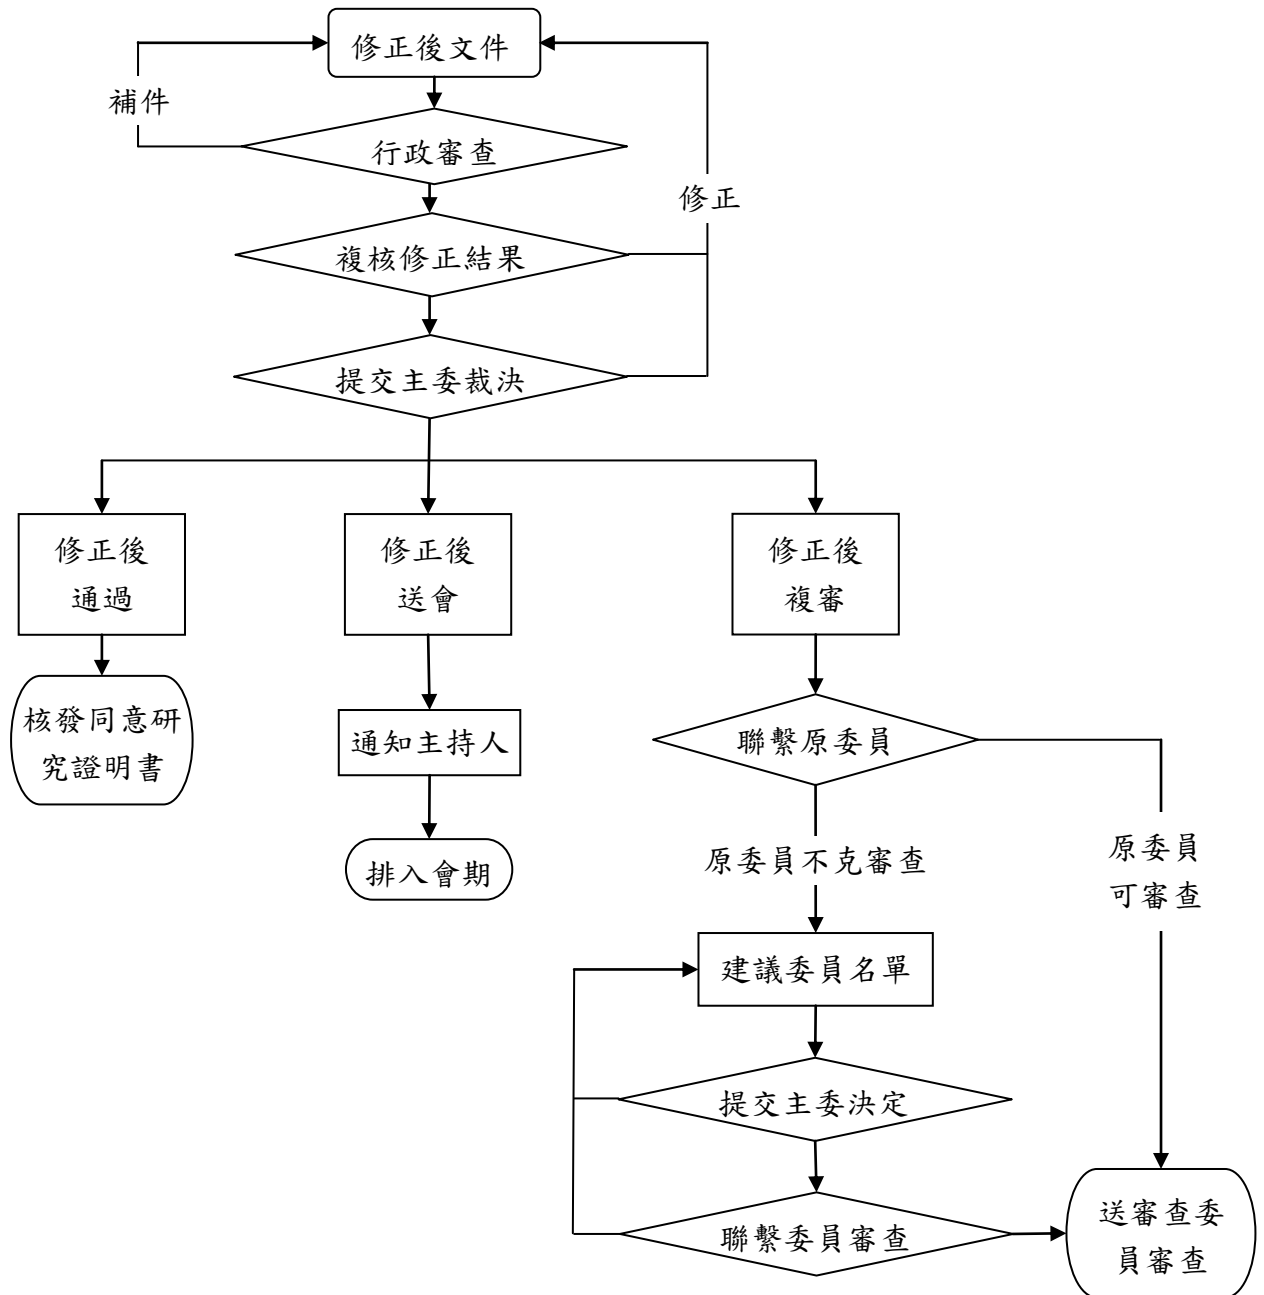 修正後文件
補件
行政審查
修正
複核修正結果
提交主委裁決
修正後
通過
修正後
送會
修正後
複審
核發同意研
究證明書
通知主持人
聯繫原委員
排入會期
原委員不克審查
原委員
可審查
建議委員名單
提交主委決定
聯繫委員審查
送審查委
員審查